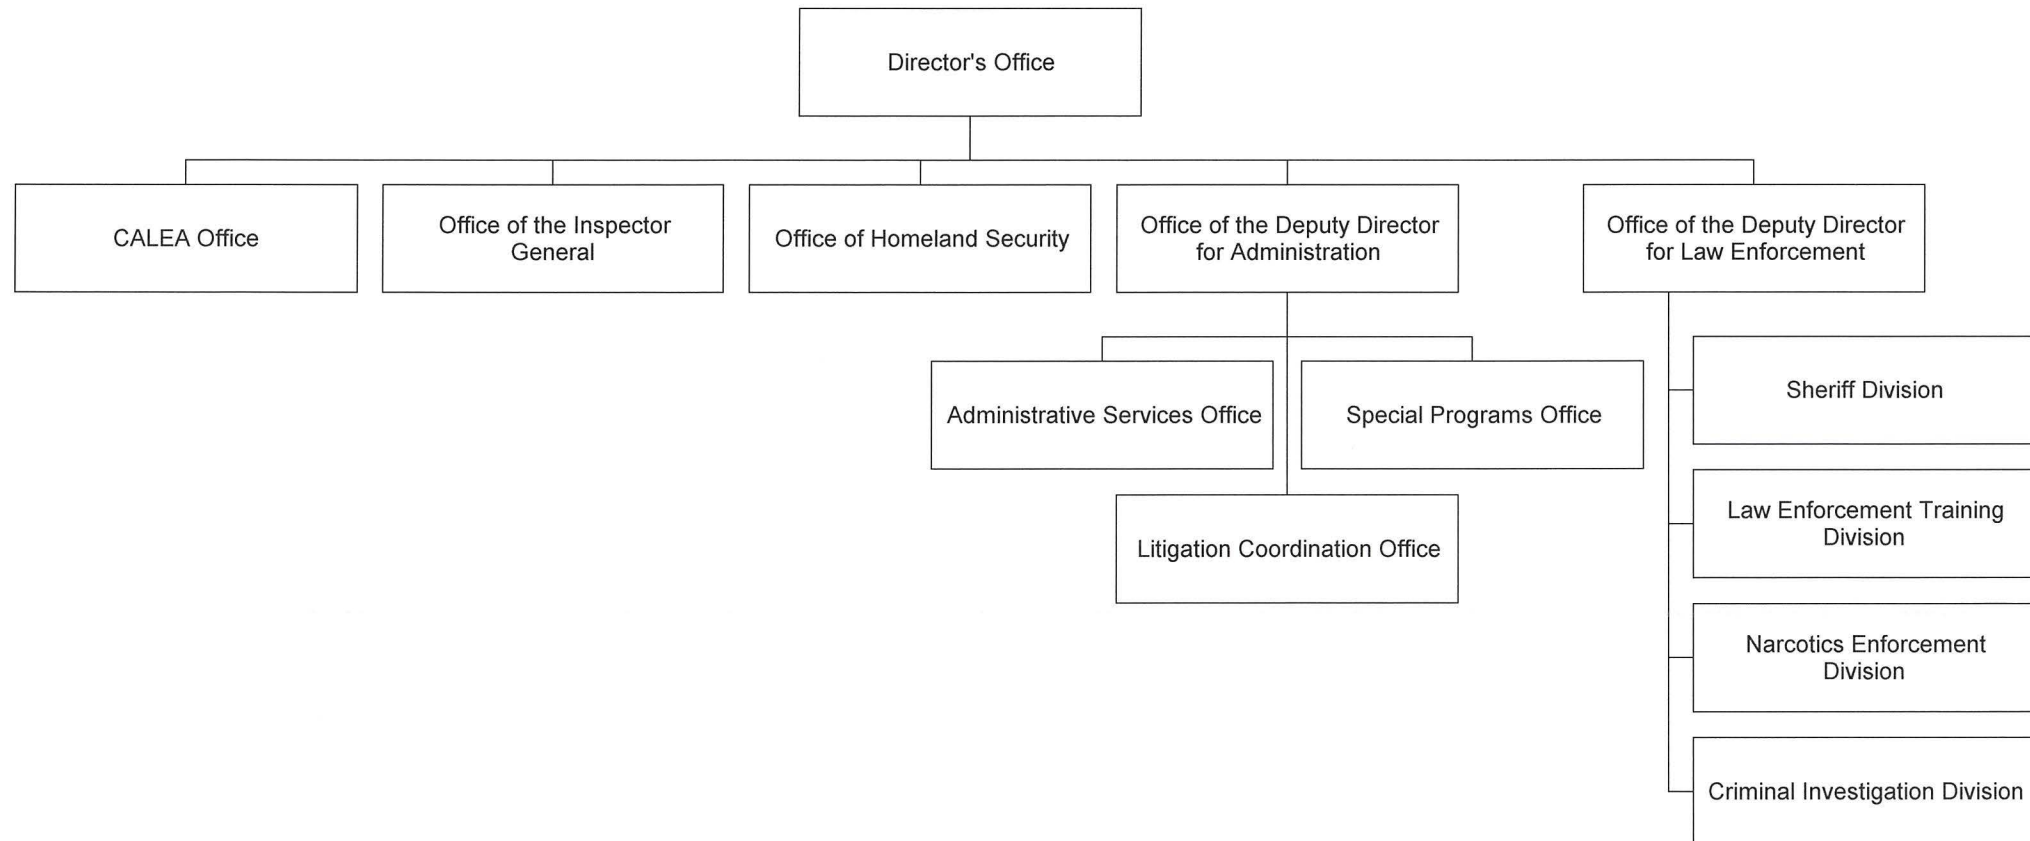 Director's Office
CALEA Office
Office of the Inspector
General
Office of Homeland Security
Office of the Deputy Director
for Administration
Office of the Deputy Director
for Law Enforcement
Administrative Services Office
Special Programs Office
Litigation Coordination Office
Sheriff Division
Law Enforcement Training
Division
Narcotics Enforcement
Division
Criminal Investigation Division